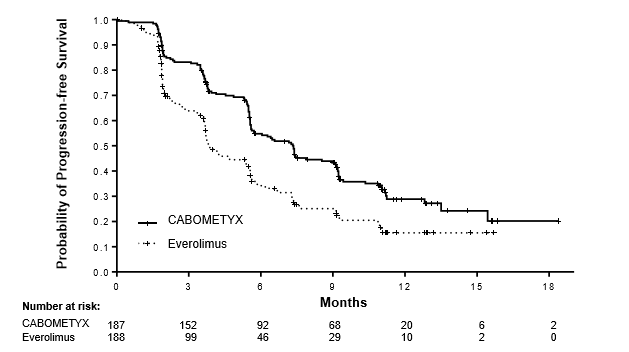 Probability of Progression-free Survival
1.0
0.9
0.8
0.7
0.6
0.5
0.4
0.3
0.2
0.1
0.0
CABOMETYX
Everolimus
0 3 6 9 12 15 18
Months
Number at risk:
CABOMETYX 187 152 92 68 20 6 2
Everolimus 188 99 46 29 10 2 0